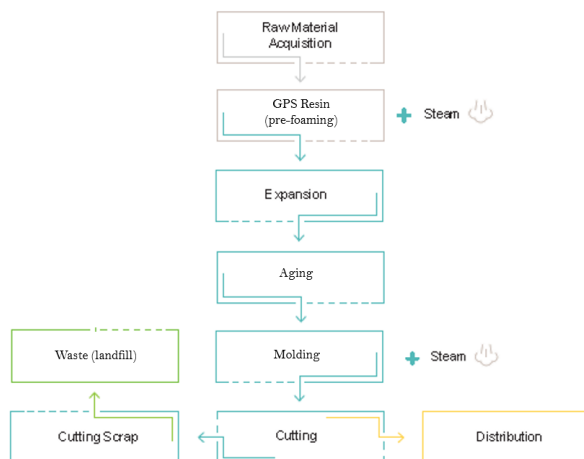 Raw Material
Acquisition
GPS Resin
(pre-foaming)
+ Steam
Expansion
Aging
Waste (landfill)
Molding
+ Steam
Cutting Scrap
Cutting
Distribution